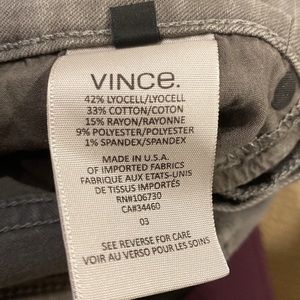 VINCE.
42% LYOCELL/LYOCELL
33% COTTON/COTON
15% RAYON/RAYONNE
9% POLYESTER/POLYESTER
1% SPANDEX/SPANDEX
MADE IN U.S.A.
OF IMPORTED FABRICS
FABRIQUE AUX ETATS-UNIS
DE TISSUS IMPORTÉS
RN#106730
CA#34460
03
SEE REVERSE FOR CARE
VOIR AU VERSO POUR LES SOINS